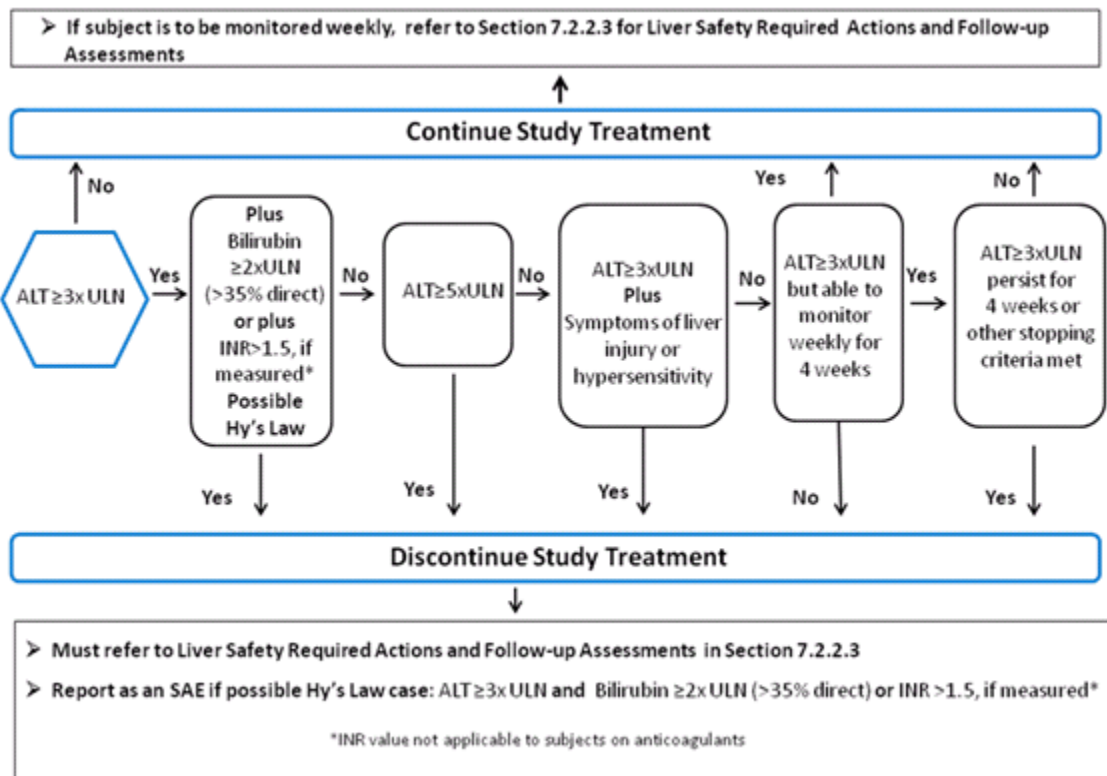 ➤ If subject is to be monitored weekly, refer to Section 7.2.2.3 for Liver Safety Required Actions and Follow-up
Assessments
Continue Study Treatment
No
Yes
No
ALT≥3x ULN
Yes
Plus
Bilirubin
≥2xULN
(>35% direct)
or plus
INR>1.5, if
measured*
Possible
Hy's Law
No
ALT≥5xULN
No
ALT≥3xULN
Plus
Symptoms of liver
injury or
hypersensitivity
No
ALT≥3xULN
but able to
monitor
weekly for
4 weeks
Yes
ALT≥3xULN
persist for
4 weeks or
other stopping
criteria met
Yes
Yes
Yes
No
Yes
Discontinue Study Treatment
➤ Must refer to Liver Safety Required Actions and Follow-up Assessments in Section 7.2.2.3
➤ Report as an SAE if possible Hy's Law case: ALT≥3x ULN and Bilirubin ≥2x ULN (>35% direct) or INR >1.5, if measured*
*INR value not applicable to subjects on anticoagulants